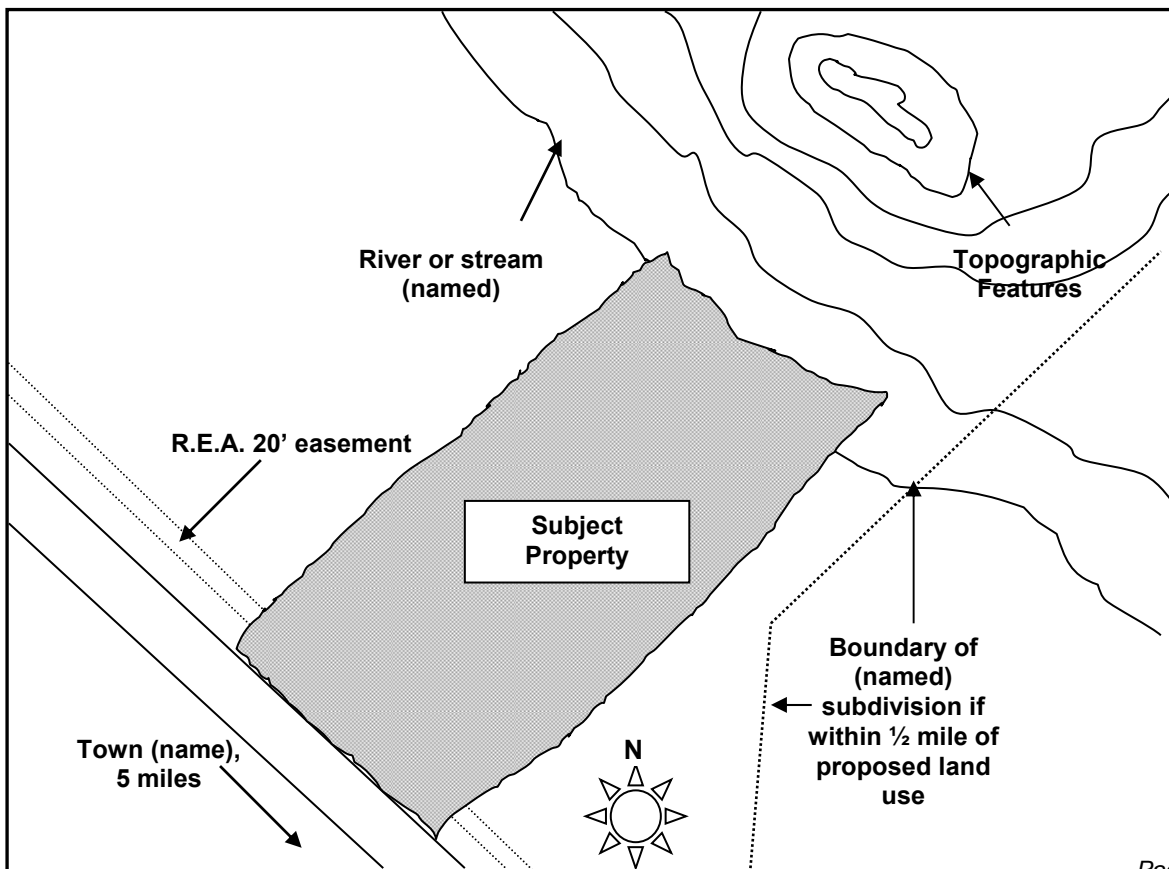 River or stream
(named)
Topographic
Features
R.E.A. 20’ easement
Subject
Property
Boundary of
(named)
subdivision if
within ½ mile of
proposed land
use
Town (name),
5 miles
N